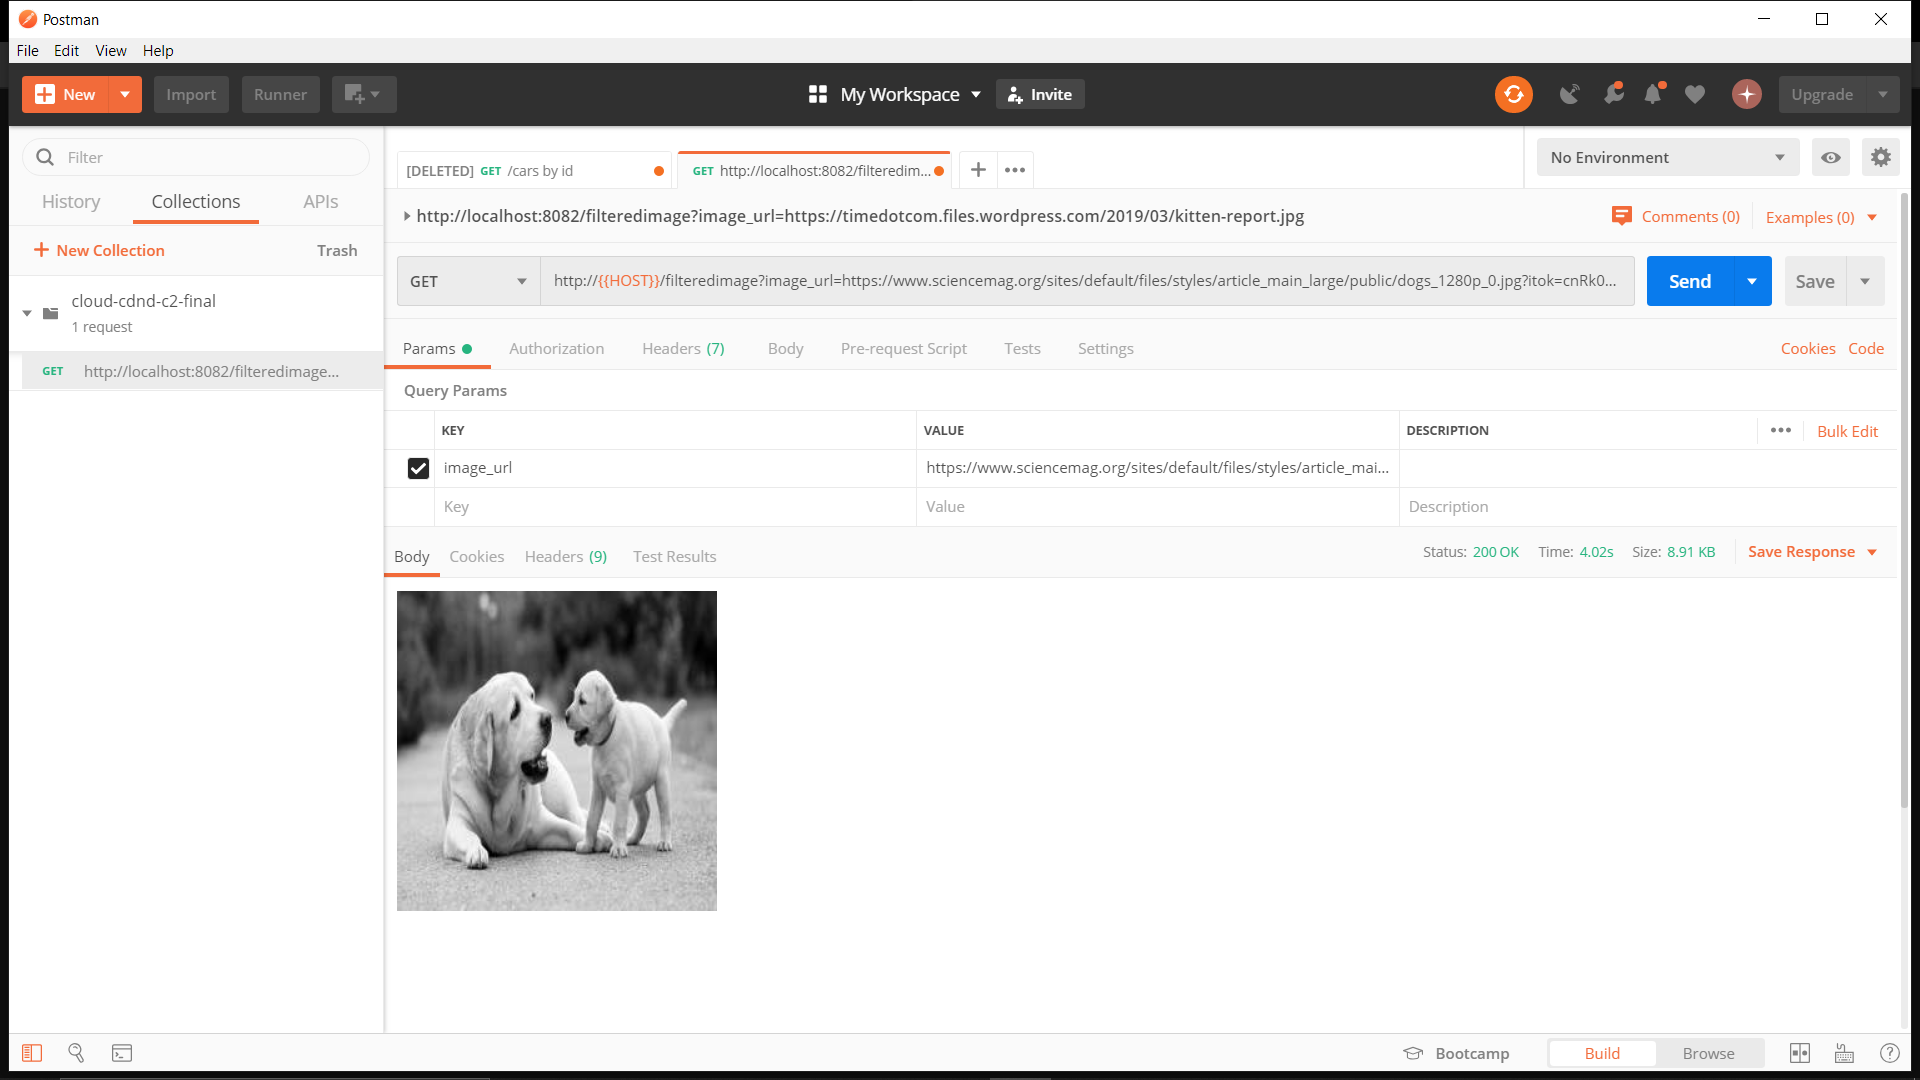 Postman
File Edit View Help
New Import Runner My Workspace Invite Upgrade
Filter
History Collections APIs
New Collection Trash
cloud-cdnd-c2-final
1 request
GET http://localhost:8082/filteredimage...
[DELETED] GET /cars by id
GET http://localhost:8082/filteredim...
No Environment
http://localhost:8082/filteredimage?image_url=https://timedotcom.files.wordpress.com/2019/03/kitten-report.jpg
Comments (0) Examples (0)
GET http://{{HOST}}/filteredimage?image_url=https://www.sciencemag.org/sites/default/files/styles/article_main_large/public/dogs_1280p_0.jpg?itok=cnRk0...
Send Save
Params Authorization Headers (7) Body Pre-request Script Tests Settings Cookies Code
Query Params
KEY VALUE DESCRIPTION Bulk Edit
image_url https://www.sciencemag.org/sites/default/files/styles/article_mai...
Key Value Description
Body Cookies Headers (9) Test Results Status: 200 OK Time: 4.02s Size: 8.91 KB Save Response
Bootcamp Build Browse